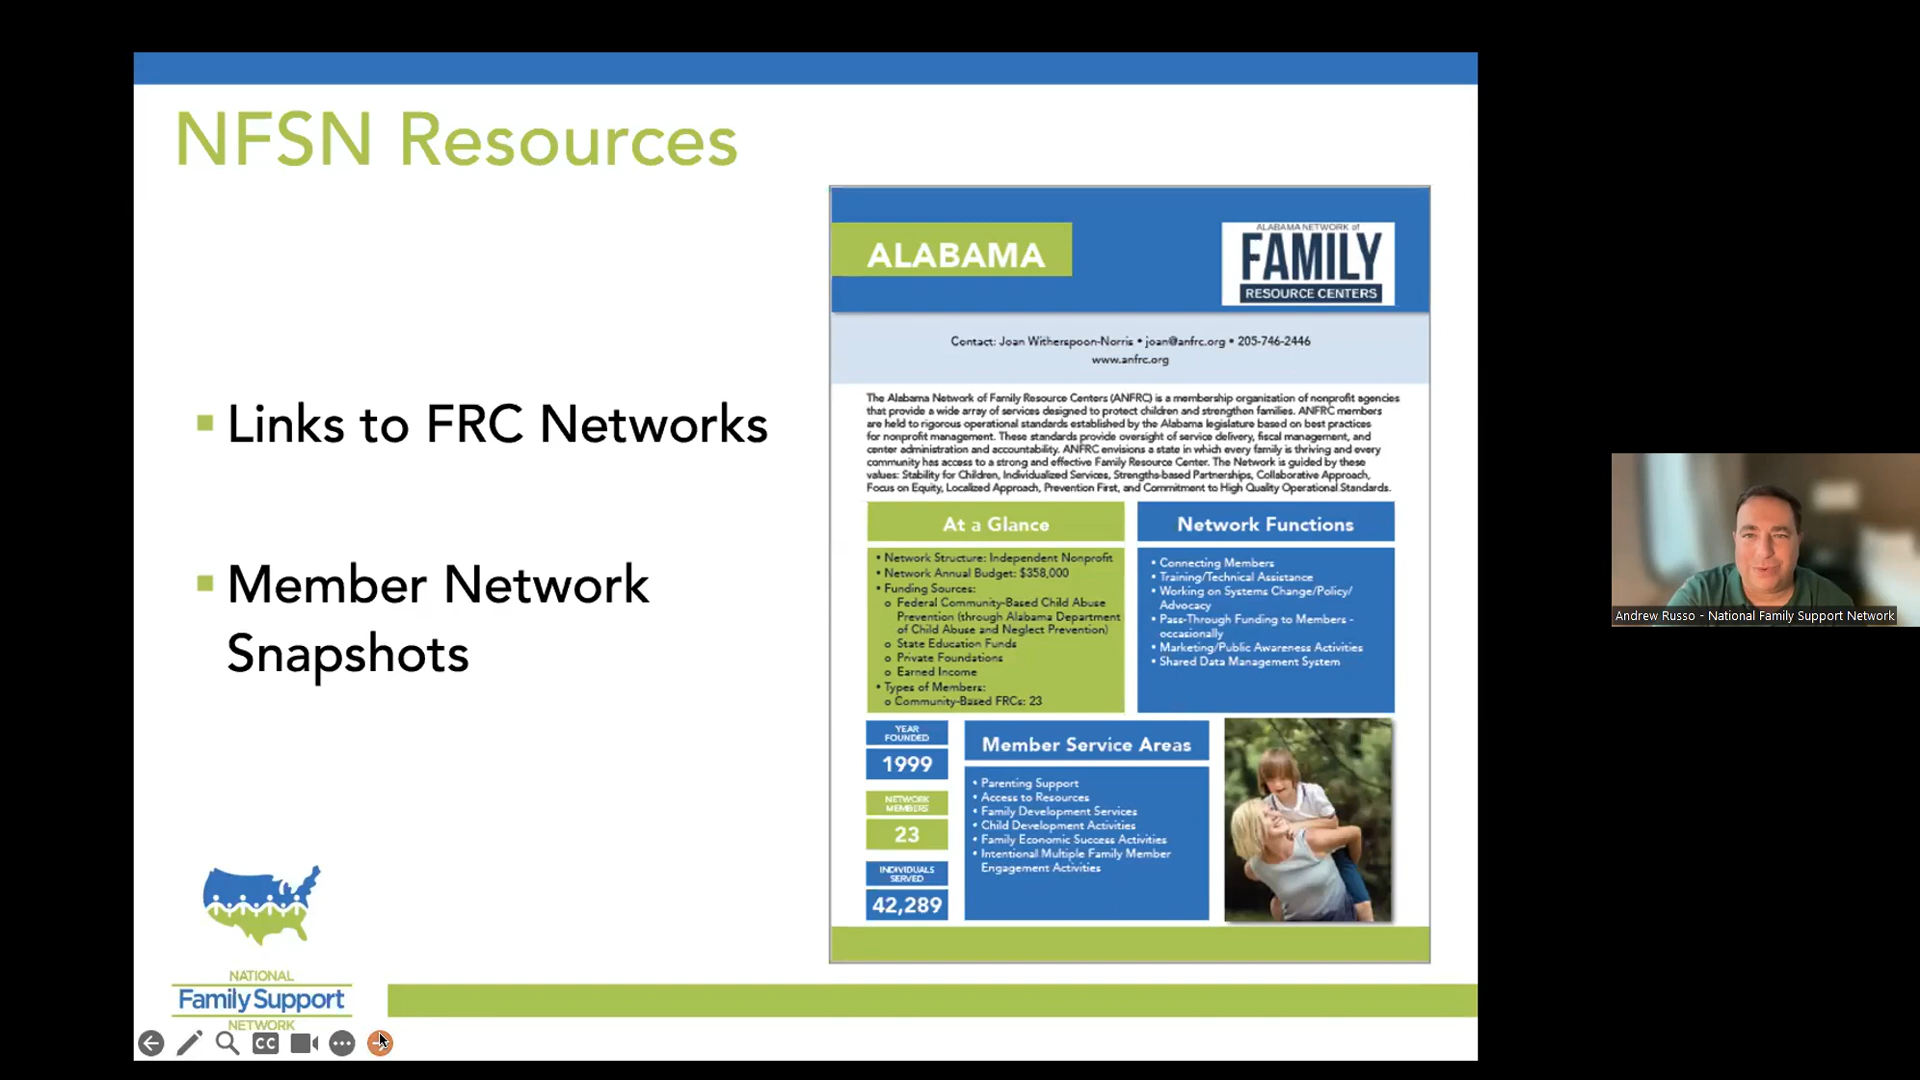 NFSN Resources
Links to FRC Networks
Member Network
Snapshots
ALABAMA
ALABAMA NETWORK of
FAMILY
RESOURCE CENTERS
Contact: Joan Witherspoon-Norris • joan@anfrc.org • 205-746-2446
www.anfrc.org
The Alabama Network of Family Resource Centers (ANFRC) is a membership organization of nonprofit agencies
that provide a wide array of services designed to protect children and strengthen families. ANFRC members
are held to rigorous operational standards established by the Alabama legislature based on best practices
for nonprofit management. These standards provide oversight of service delivery, fiscal management, and
center administration and accountability. ANFRC envisions a state in which every family is thriving and every
community has access to a strong and effective Family Resource Center. The Network is guided by these
values: Stability for Children, Individualized Services, Strengths-based Partnerships, Collaborative Approach,
Focus on Equity, Localized Approach, Prevention First, and Commitment to High Quality Operational Standards.
At a Glance
• Network Structure: Independent Nonprofit
• Network Annual Budget: $358,000
• Funding Sources:
o Federal Community-Based Child Abuse
Prevention (through Alabama Department
of Child Abuse and Neglect Prevention)
o State Education Funds
o Private Foundations
o Earned Income
• Types of Members:
o Community-Based FRCs: 23
Network Functions
• Connecting Members
• Training/Technical Assistance
• Working on Systems Change/Policy/
Advocacy
• Pass-Through Funding to Members -
occasionally
• Marketing/Public Awareness Activities
• Shared Data Management System
YEAR
FOUNDED
1999
NETWORK
MEMBERS
23
INDIVIDUALS
SERVED
42,289
Member Service Areas
• Parenting Support
• Access to Resources
• Family Development Services
• Child Development Activities
• Family Economic Success Activities
• Intentional Multiple Family Member
Engagement Activities
NATIONAL
Family Support
NETWORK
CC
Andrew Russo - National Family Support Network